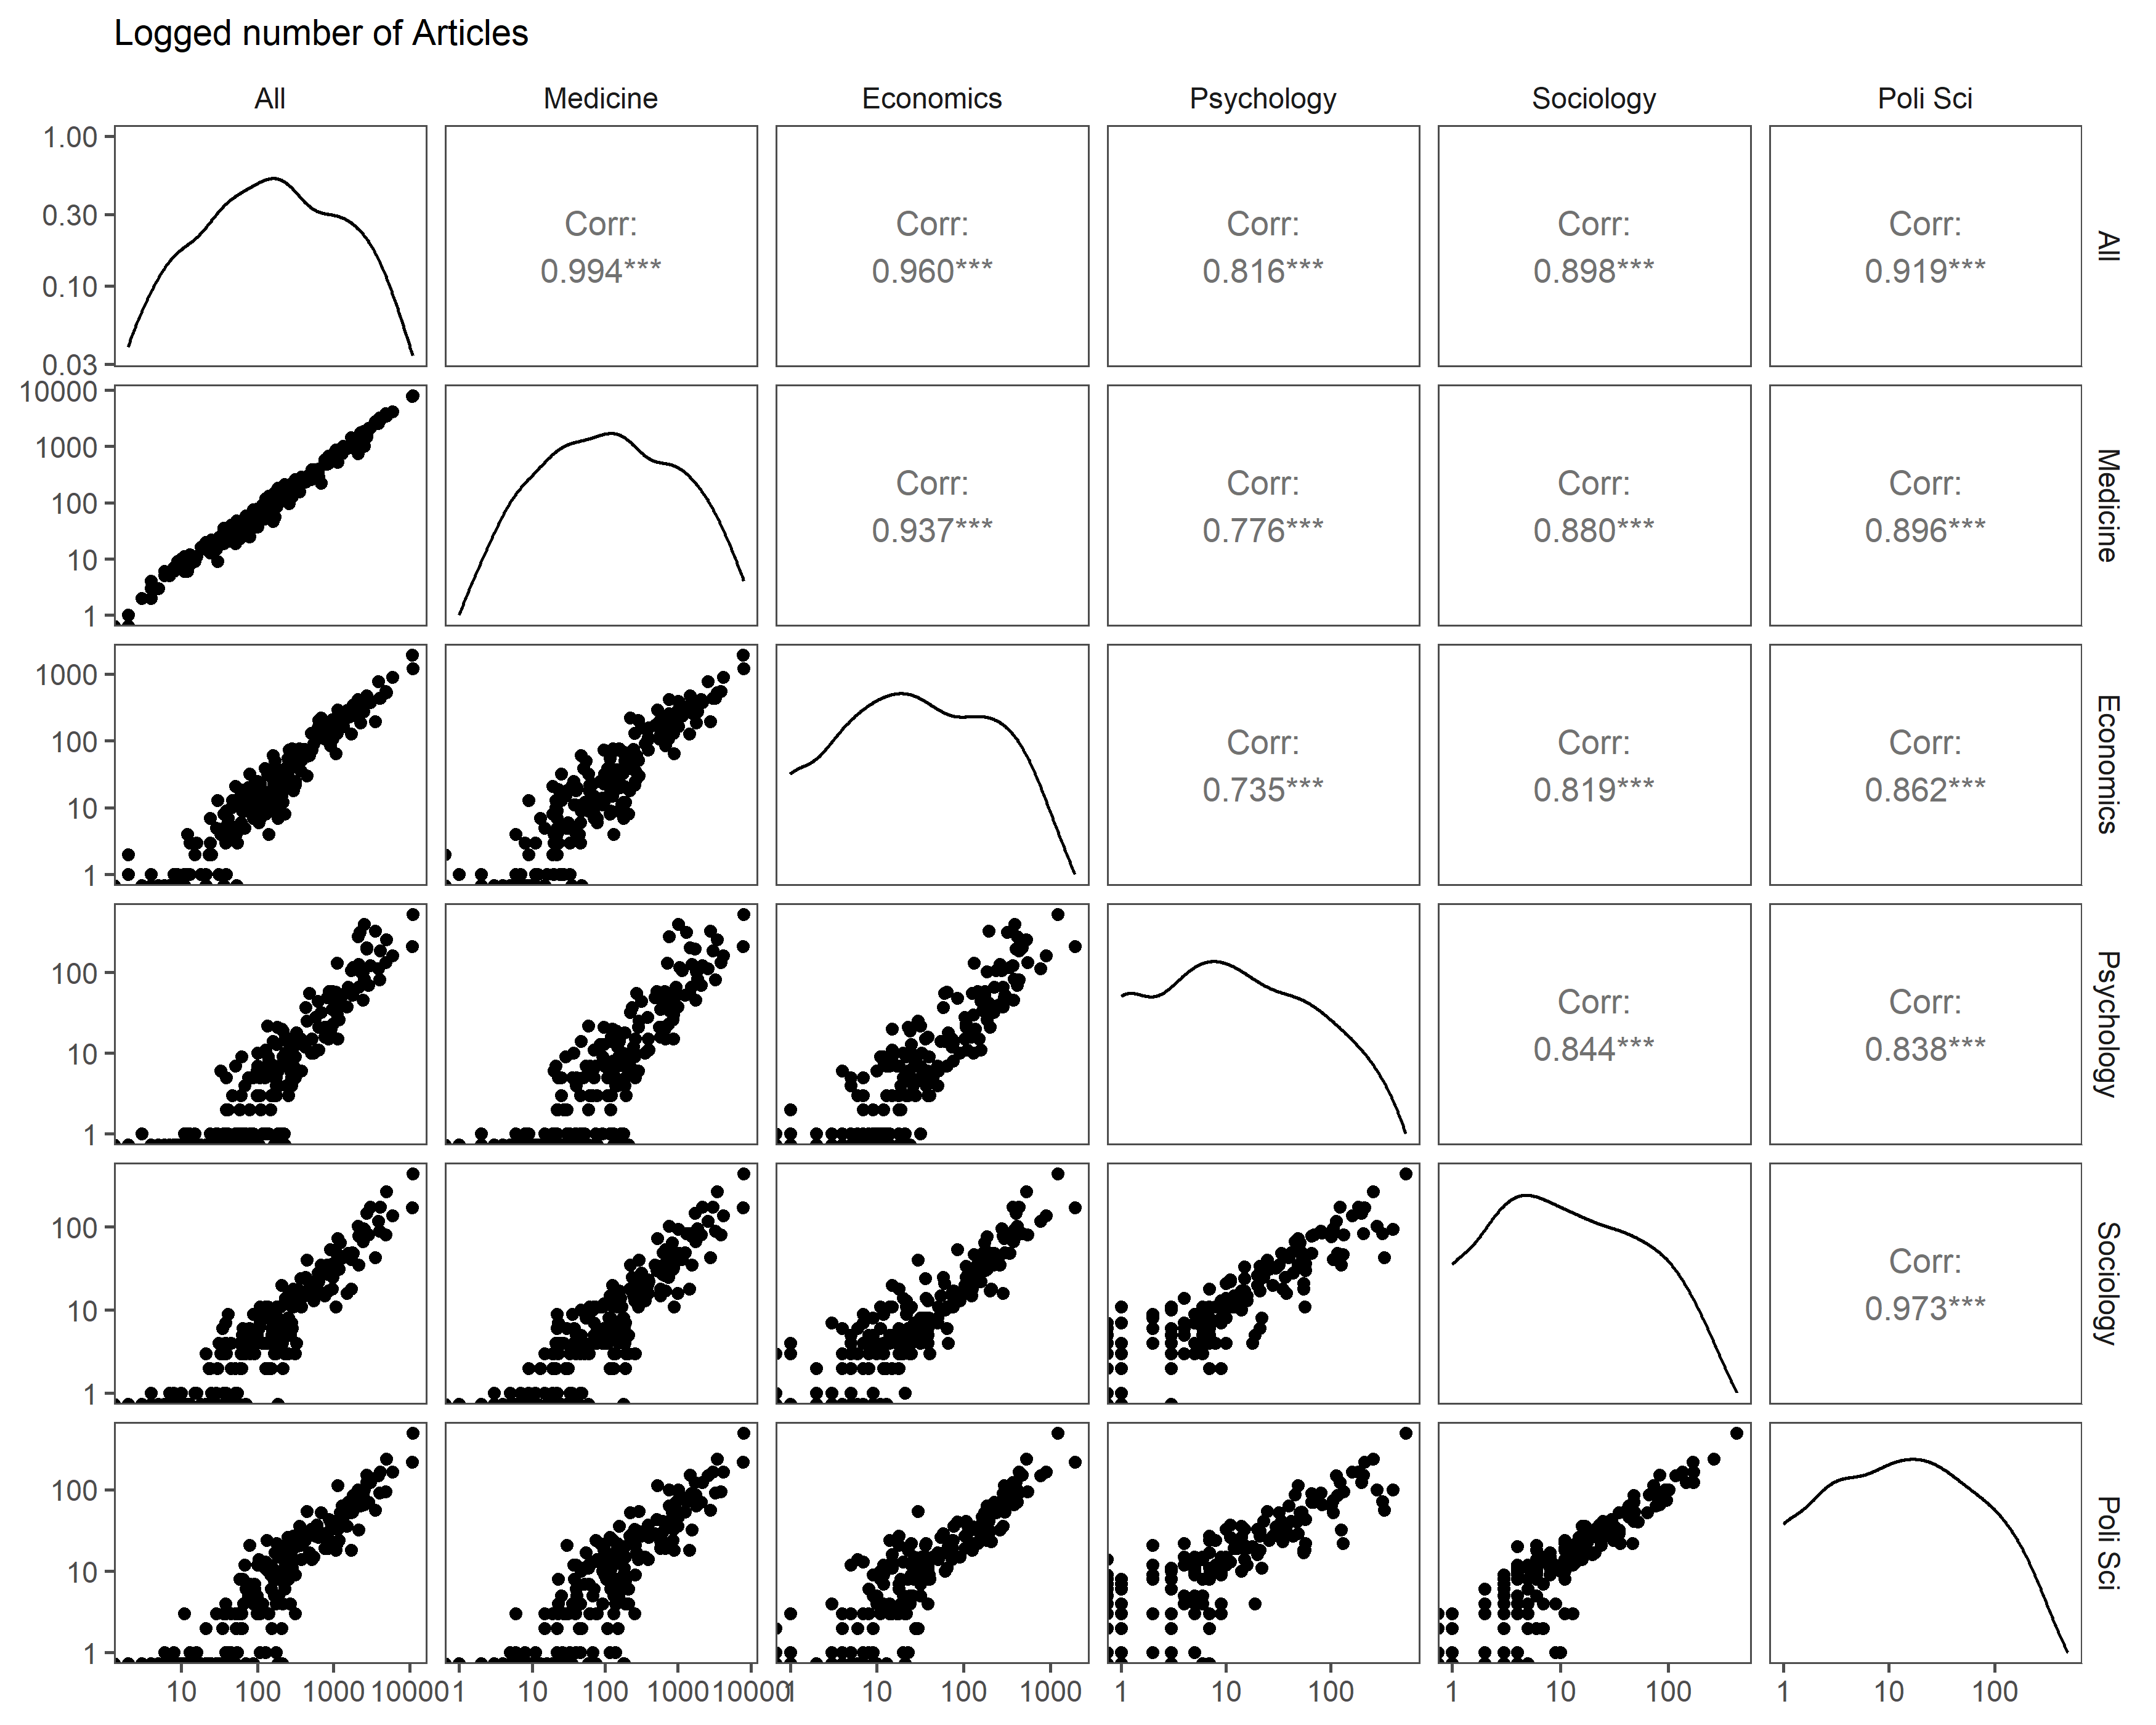 Logged number of Articles
All Medicine Economics Psychology Sociology Poli Sci
1.00
0.30
0.10
0.03
Corr: Corr: Corr: Corr: Corr:
0.994*** 0.960*** 0.816*** 0.898*** 0.919***
All
10000
1000
100
10
1
Corr: Corr: Corr: Corr:
0.937*** 0.776*** 0.880*** 0.896***
Medicine
1000
100
10
1
Corr: Corr: Corr:
0.735*** 0.819*** 0.862***
Economics
100
10
1
Corr: Corr:
0.844*** 0.838***
Psychology
100
10
1
Corr:
0.973***
Sociology
100
10
1
Poli Sci
10 100 1000 10000 1 10 100 1000 10000 1 10 100 1000 1 10 100 1 10 100 1 10 100